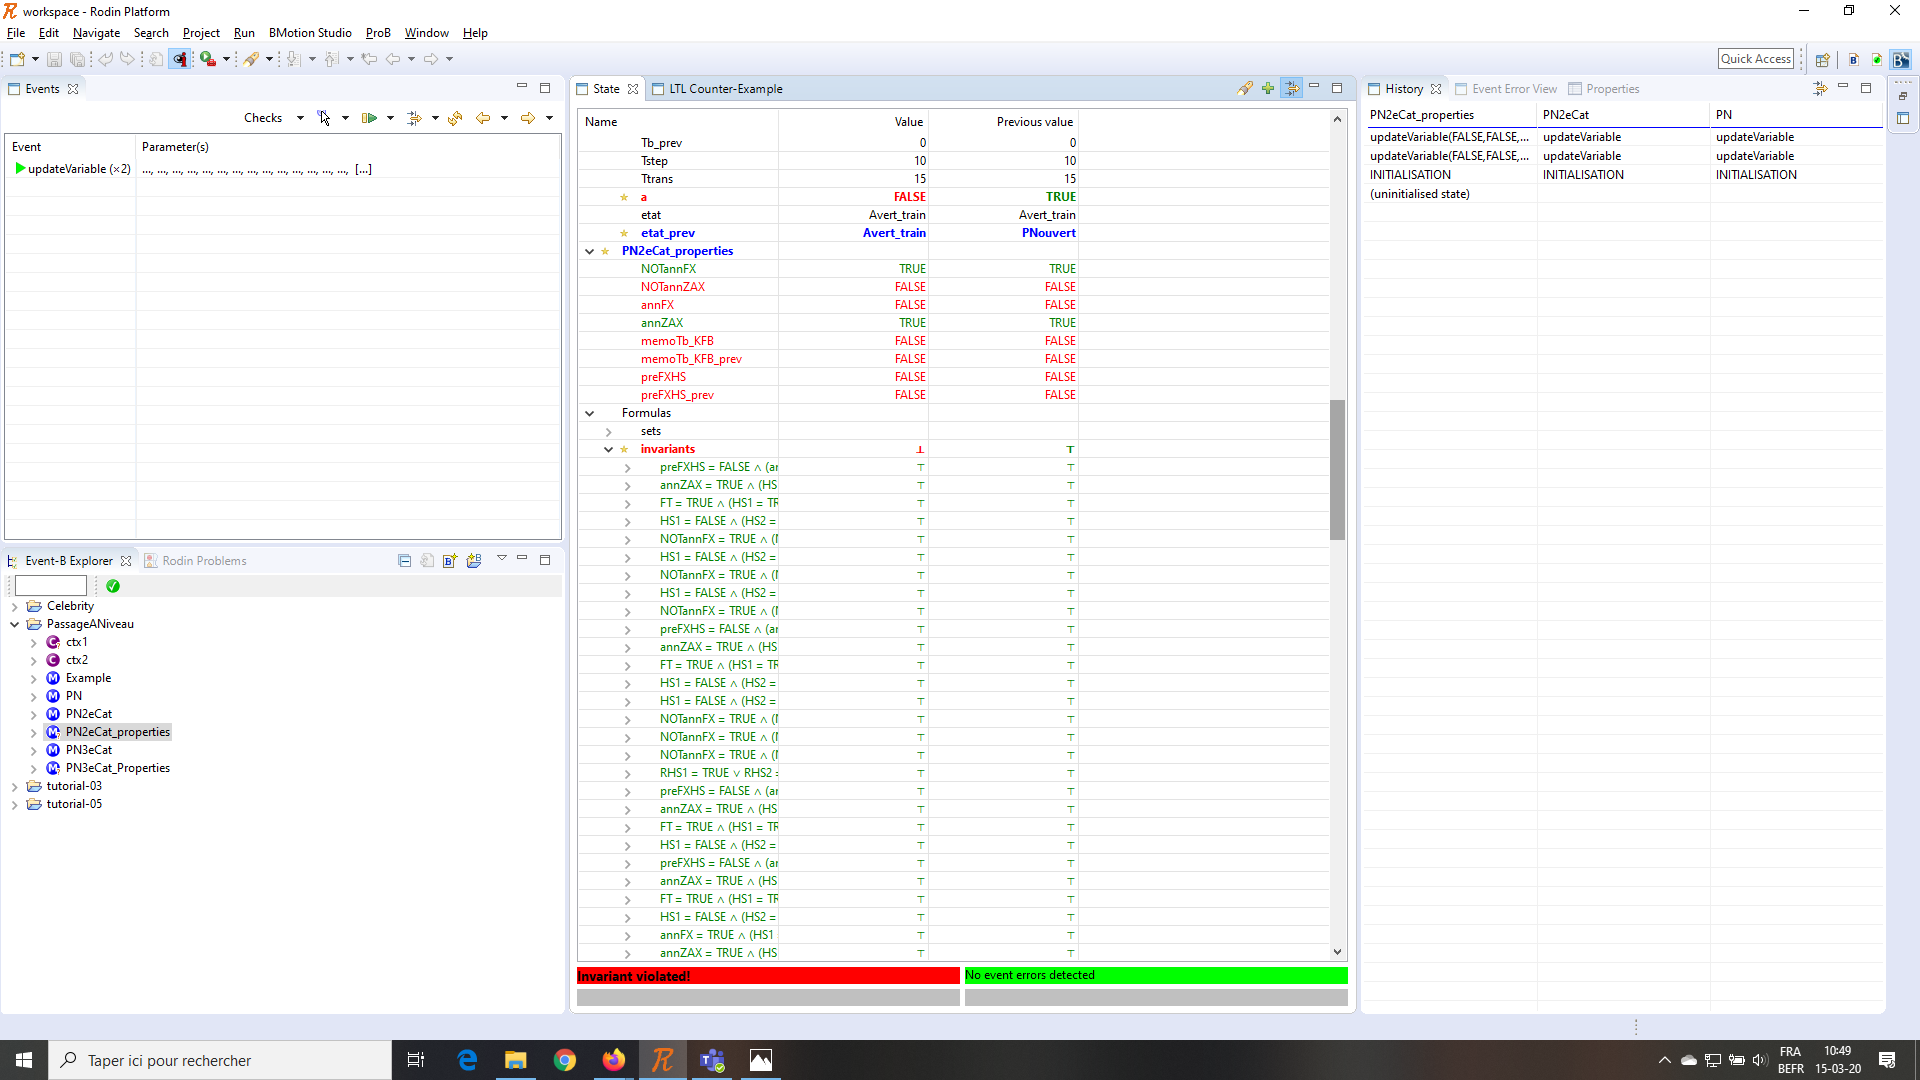 workspace - Rodin Platform
File Edit Navigate Search Project Run BMotion Studio ProB Window Help
Quick Access
Events
Checks
Event Parameter(s)
updateVariable (×2) ..., ..., ..., ..., ..., ..., ..., ..., ..., ..., ..., ..., ..., ..., [...]
Event-B Explorer Rodin Problems
Celebrity
PassageANiveau
ctx1
ctx2
Example
PN
PN2eCat
PN2eCat_properties
PN3eCat
PN3eCat_Properties
tutorial-03
tutorial-05
State LTL Counter-Example
Name Value Previous value
Tb_prev 0 0
Tstep 10 10
Ttrans 15 15
a FALSE TRUE
etat Avert_train Avert_train
etat_prev Avert_train PNouvert
PN2eCat_properties
NOTannFX TRUE TRUE
NOTannZAX FALSE FALSE
annFX FALSE FALSE
annZAX TRUE TRUE
memoTb_KFB FALSE FALSE
memoTb_KFB_prev FALSE FALSE
preFXHS FALSE FALSE
preFXHS_prev FALSE FALSE
Formulas
sets
invariants ⊥ ⊤
preFXHS = FALSE ∧ (ar ⊤ ⊤
annZAX = TRUE ∧ (HS ⊤ ⊤
FT = TRUE ∧ (HS1 = TR ⊤ ⊤
HS1 = FALSE ∧ (HS2 = ⊤ ⊤
NOTannFX = TRUE ∧ (N ⊤ ⊤
HS1 = FALSE ∧ (HS2 = ⊤ ⊤
NOTannFX = TRUE ∧ (N ⊤ ⊤
HS1 = FALSE ∧ (HS2 = ⊤ ⊤
NOTannFX = TRUE ∧ (N ⊤ ⊤
preFXHS = FALSE ∧ (ar ⊤ ⊤
annZAX = TRUE ∧ (HS ⊤ ⊤
FT = TRUE ∧ (HS1 = TR ⊤ ⊤
HS1 = FALSE ∧ (HS2 = ⊤ ⊤
HS1 = FALSE ∧ (HS2 = ⊤ ⊤
NOTannFX = TRUE ∧ (N ⊤ ⊤
NOTannFX = TRUE ∧ (N ⊤ ⊤
NOTannFX = TRUE ∧ (N ⊤ ⊤
RHS1 = TRUE ∨ RHS2 = ⊤ ⊤
preFXHS = FALSE ∧ (ar ⊤ ⊤
annZAX = TRUE ∧ (HS ⊤ ⊤
FT = TRUE ∧ (HS1 = TR ⊤ ⊤
HS1 = FALSE ∧ (HS2 = ⊤ ⊤
preFXHS = FALSE ∧ (ar ⊤ ⊤
annZAX = TRUE ∧ (HS ⊤ ⊤
FT = TRUE ∧ (HS1 = TR ⊤ ⊤
HS1 = FALSE ∧ (HS2 = ⊤ ⊤
annFX = TRUE ∧ (HS1 ⊤ ⊤
annZAX = TRUE ∧ (HS ⊤ ⊤
Invariant violated! No event errors detected
History Event Error View Properties
PN2eCat_properties PN2eCat PN
updateVariable(FALSE,FALSE,... updateVariable updateVariable
updateVariable(FALSE,FALSE,... updateVariable updateVariable
INITIALISATION INITIALISATION INITIALISATION
(uninitialised state)
Taper ici pour rechercher
FRA 10:49
BEFR 15-03-20